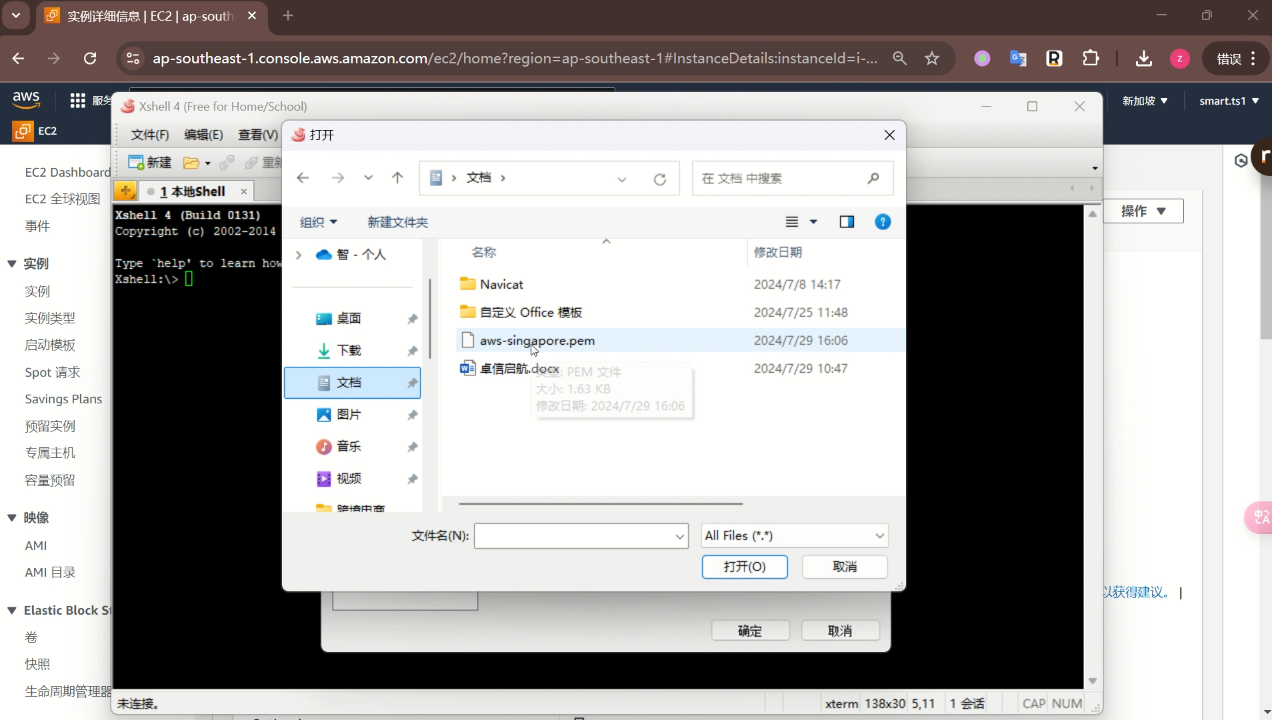 实例详细信息 | EC2 | ap-south
ap-southeast-1.console.aws.amazon.com/ec2/home?region=ap-southeast-1#InstanceDetails:instanceId=i-...
z
错误
aws
服务
新加坡
smart.ts1
EC2
Xshell 4 (Free for Home/School)
文件(F) 编辑(E) 查看(V)
新建
1 本地Shell
Xshell 4 (Build 0131)
Copyright (c) 2002-2014
Type `help' to learn how
Xshell:\>
打开
文档
在 文档 中搜索
组织
新建文件夹
智 - 个人
桌面
下载
文档
图片
音乐
视频
跨境电商
名称 修改日期
Navicat 2024/7/8 14:17
自定义 Office 模板 2024/7/25 11:48
aws-singapore.pem 2024/7/29 16:06
卓信启航.docx 2024/7/29 10:47
类型: PEM 文件
大小: 1.63 KB
修改日期: 2024/7/29 16:06
文件名(N):
All Files (*.*)
打开(O)
取消
确定
取消
未连接。
xterm 138x30 5,11 1 会话 CAP NUM
EC2 Dashboard
EC2 全球视图
事件
实例
实例
实例类型
启动模板
Spot 请求
Savings Plans
预留实例
专属主机
容量预留
映像
AMI
AMI 目录
Elastic Block St
卷
快照
生命周期管理器
操作
以获得建议。